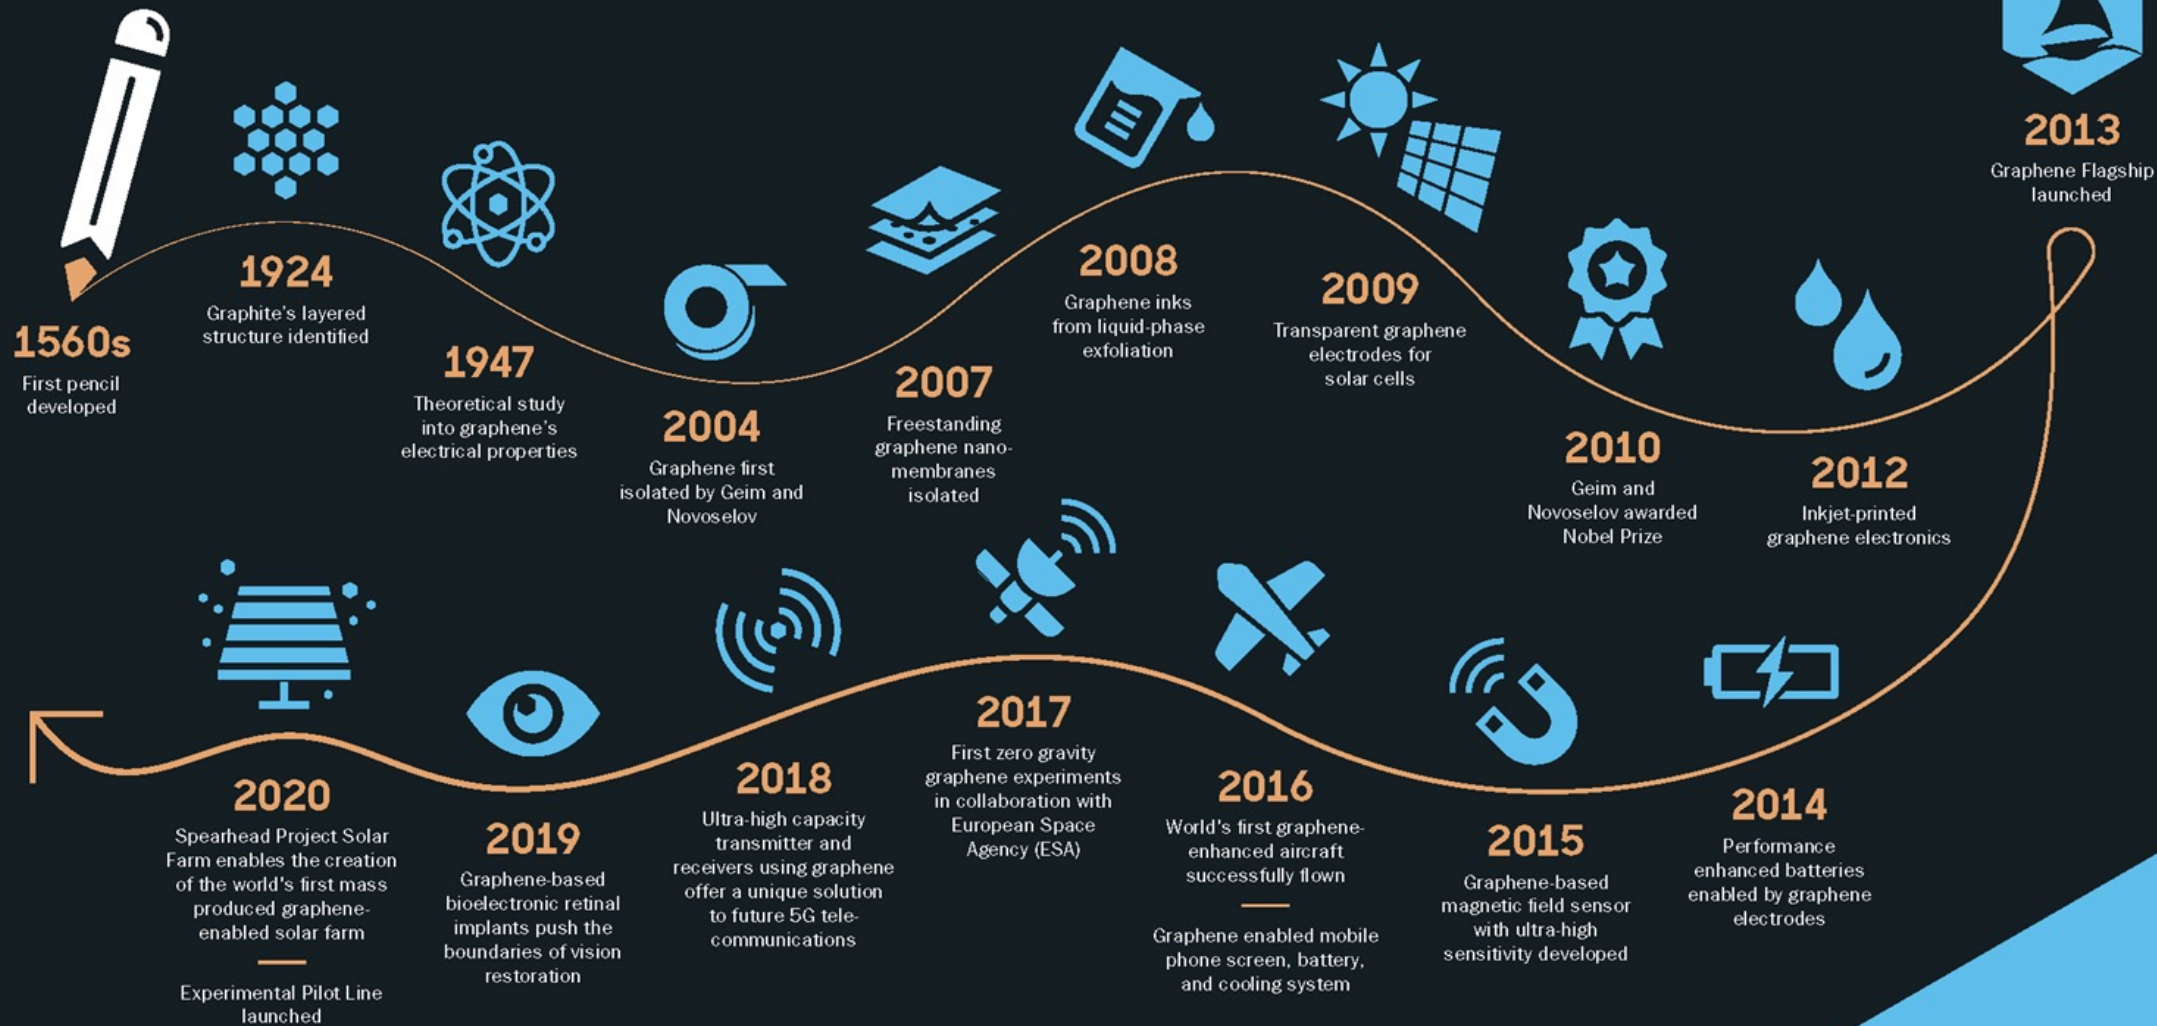 1560s
First pencil
developed
1924
Graphite's layered
structure identified
1947
Theoretical study
into graphene's
electrical properties
2004
Graphene first
isolated by Geim and
Novoselov
2007
Freestanding
graphene nano-
membranes
isolated
2008
Graphene inks
from liquid-phase
exfoliation
2009
Transparent graphene
electrodes for
solar cells
2010
Geim and
Novoselov awarded
Nobel Prize
2012
Inkjet-printed
graphene electronics
2013
Graphene Flagship
launched
2014
Performance
enhanced batteries
enabled by graphene
electrodes
2015
Graphene-based
magnetic field sensor
with ultra-high
sensitivity developed
2016
World's first graphene-
enhanced aircraft
successfully flown
Graphene enabled mobile
phone screen, battery,
and cooling system
2017
First zero gravity
graphene experiments
in collaboration with
European Space
Agency (ESA)
2018
Ultra-high capacity
transmitter and
receivers using graphene
offer a unique solution
to future 5G tele-
communications
2019
Graphene-based
bioelectronic retinal
implants push the
boundaries of vision
restoration
2020
Spearhead Project Solar
Farm enables the creation
of the world's first mass
produced graphene-
enabled solar farm
Experimental Pilot Line
launched